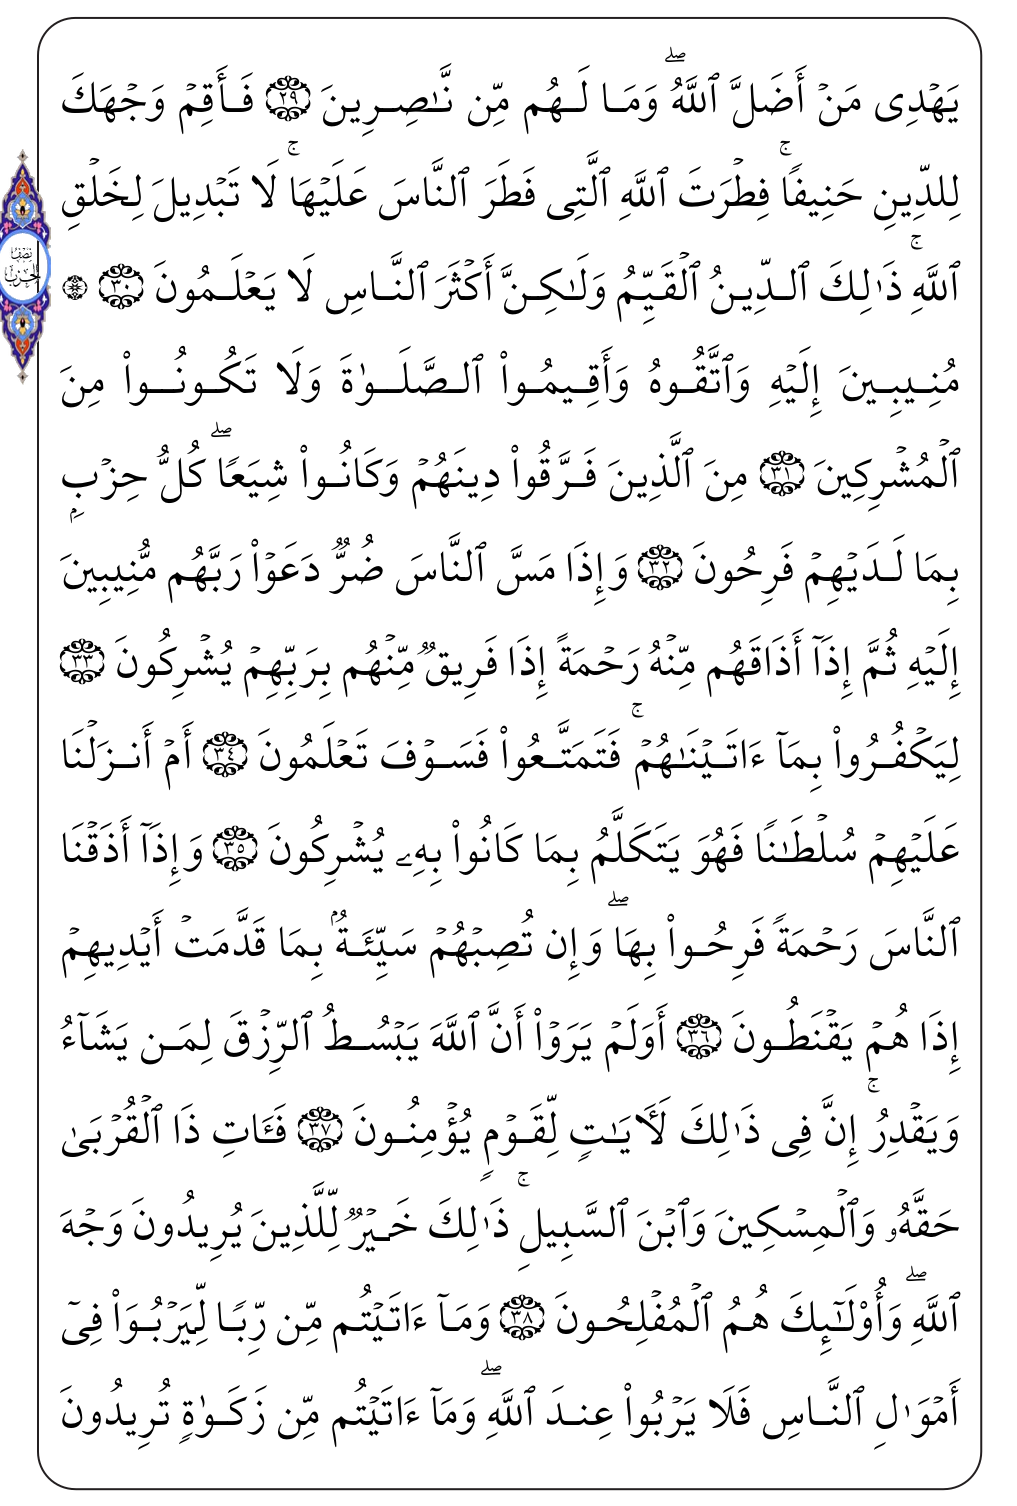 يَهۡدِى مَنۡ أَضَلَّ ٱللَّهُۖ وَمَا لَهُم مِّن نَّـٰصِرِينَ ٢٩ فَأَقِمۡ وَجۡهَكَ
لِلدِّينِ حَنِيفًاۚ فِطۡرَتَ ٱللَّهِ ٱلَّتِى فَطَرَ ٱلنَّاسَ عَلَيۡهَاۚ لَا تَبۡدِيلَ لِخَلۡقِ
ٱللَّهِۚ ذَٰلِكَ ٱلدِّينُ ٱلۡقَيِّمُ وَلَـٰكِنَّ أَكۡثَرَ ٱلنَّاسِ لَا يَعۡلَمُونَ ٣٠ ۞
نصف الحزب
مُنِيبِينَ إِلَيۡهِ وَٱتَّقُوهُ وَأَقِيمُواْ ٱلصَّلَوٰةَ وَلَا تَكُونُواْ مِنَ
ٱلۡمُشۡرِكِينَ ٣١ مِنَ ٱلَّذِينَ فَرَّقُواْ دِينَهُمۡ وَكَانُواْ شِيَعًاۖ كُلُّ حِزۡبِۭ
بِمَا لَدَيۡهِمۡ فَرِحُونَ ٣٢ وَإِذَا مَسَّ ٱلنَّاسَ ضُرٌّ دَعَوۡاْ رَبَّهُم مُّنِيبِينَ
إِلَيۡهِ ثُمَّ إِذَآ أَذَاقَهُم مِّنۡهُ رَحۡمَةً إِذَا فَرِيقٌ مِّنۡهُم بِرَبِّهِمۡ يُشۡرِكُونَ ٣٣
لِيَكۡفُرُواْ بِمَآ ءَاتَيۡنَـٰهُمۡۚ فَتَمَتَّعُواْ فَسَوۡفَ تَعۡلَمُونَ ٣٤ أَمۡ أَنزَلۡنَا
عَلَيۡهِمۡ سُلۡطَـٰنًا فَهُوَ يَتَكَلَّمُ بِمَا كَانُواْ بِهِۦ يُشۡرِكُونَ ٣٥ وَإِذَآ أَذَقۡنَا
ٱلنَّاسَ رَحۡمَةً فَرِحُواْ بِهَاۖ وَإِن تُصِبۡهُمۡ سَيِّئَةُۢ بِمَا قَدَّمَتۡ أَيۡدِيهِمۡ
إِذَا هُمۡ يَقۡنَطُونَ ٣٦ أَوَلَمۡ يَرَوۡاْ أَنَّ ٱللَّهَ يَبۡسُطُ ٱلرِّزۡقَ لِمَن يَشَآءُ
وَيَقۡدِرُۚ إِنَّ فِى ذَٰلِكَ لَـَٔايَـٰتٍ لِّقَوۡمٍ يُؤۡمِنُونَ ٣٧ فَـَٔاتِ ذَا ٱلۡقُرۡبَىٰ
حَقَّهُۥ وَٱلۡمِسۡكِينَ وَٱبۡنَ ٱلسَّبِيلِۚ ذَٰلِكَ خَيۡرٌ لِّلَّذِينَ يُرِيدُونَ وَجۡهَ
ٱللَّهِۖ وَأُوْلَـٰٓئِكَ هُمُ ٱلۡمُفۡلِحُونَ ٣٨ وَمَآ ءَاتَيۡتُم مِّن رِّبًا لِّيَرۡبُوَاْ فِىٓ
أَمۡوَٰلِ ٱلنَّاسِ فَلَا يَرۡبُواْ عِندَ ٱللَّهِۖ وَمَآ ءَاتَيۡتُم مِّن زَكَوٰةٍ تُرِيدُونَ